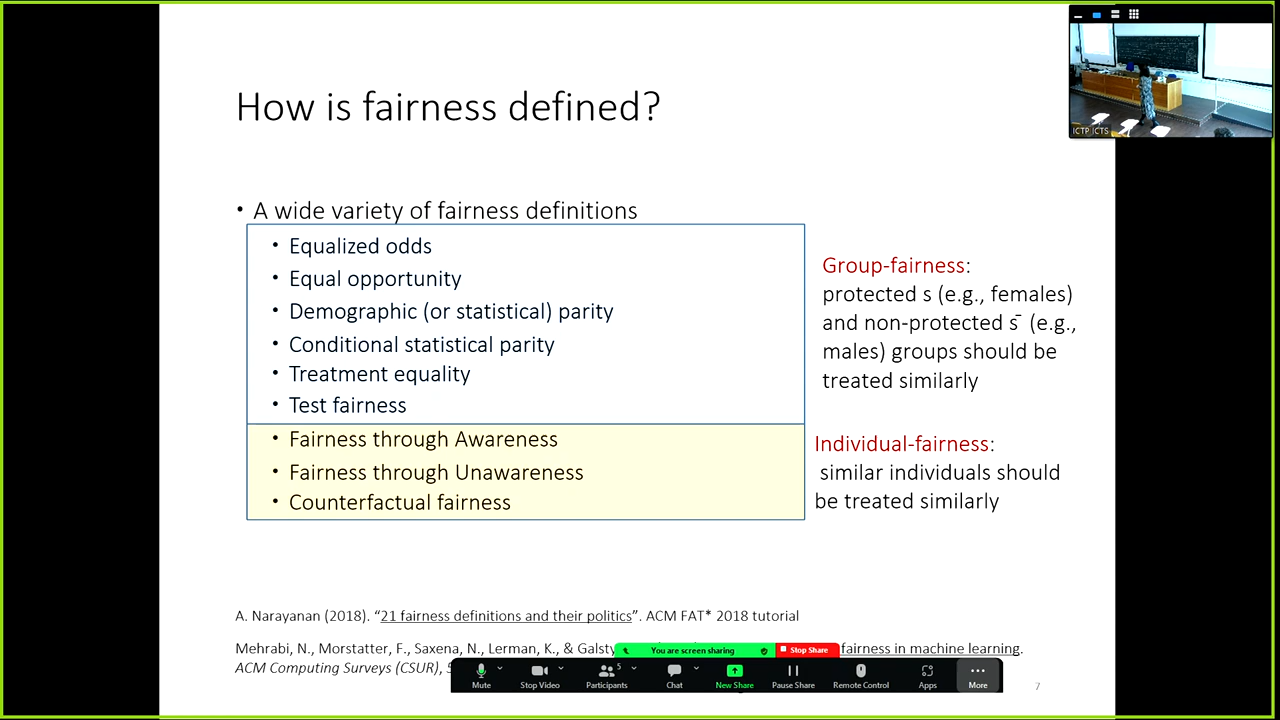 How is fairness defined?
• A wide variety of fairness definitions
• Equalized odds
• Equal opportunity
• Demographic (or statistical) parity
• Conditional statistical parity
• Treatment equality
• Test fairness
• Fairness through Awareness
• Fairness through Unawareness
• Counterfactual fairness
Group-fairness:
protected s (e.g., females)
and non-protected s ̄ (e.g.,
males) groups should be
treated similarly
Individual-fairness:
similar individuals should
be treated similarly
A. Narayanan (2018). “21 fairness definitions and their politics”. ACM FAT* 2018 tutorial
Mehrabi, N., Morstatter, F., Saxena, N., Lerman, K., & Galsty fairness in machine learning.
ACM Computing Surveys (CSUR),
7
ICTP ICTS
You are screen sharing
Stop Share
Mute
Stop Video
Participants
5
Chat
New Share
Pause Share
Remote Control
Apps
More